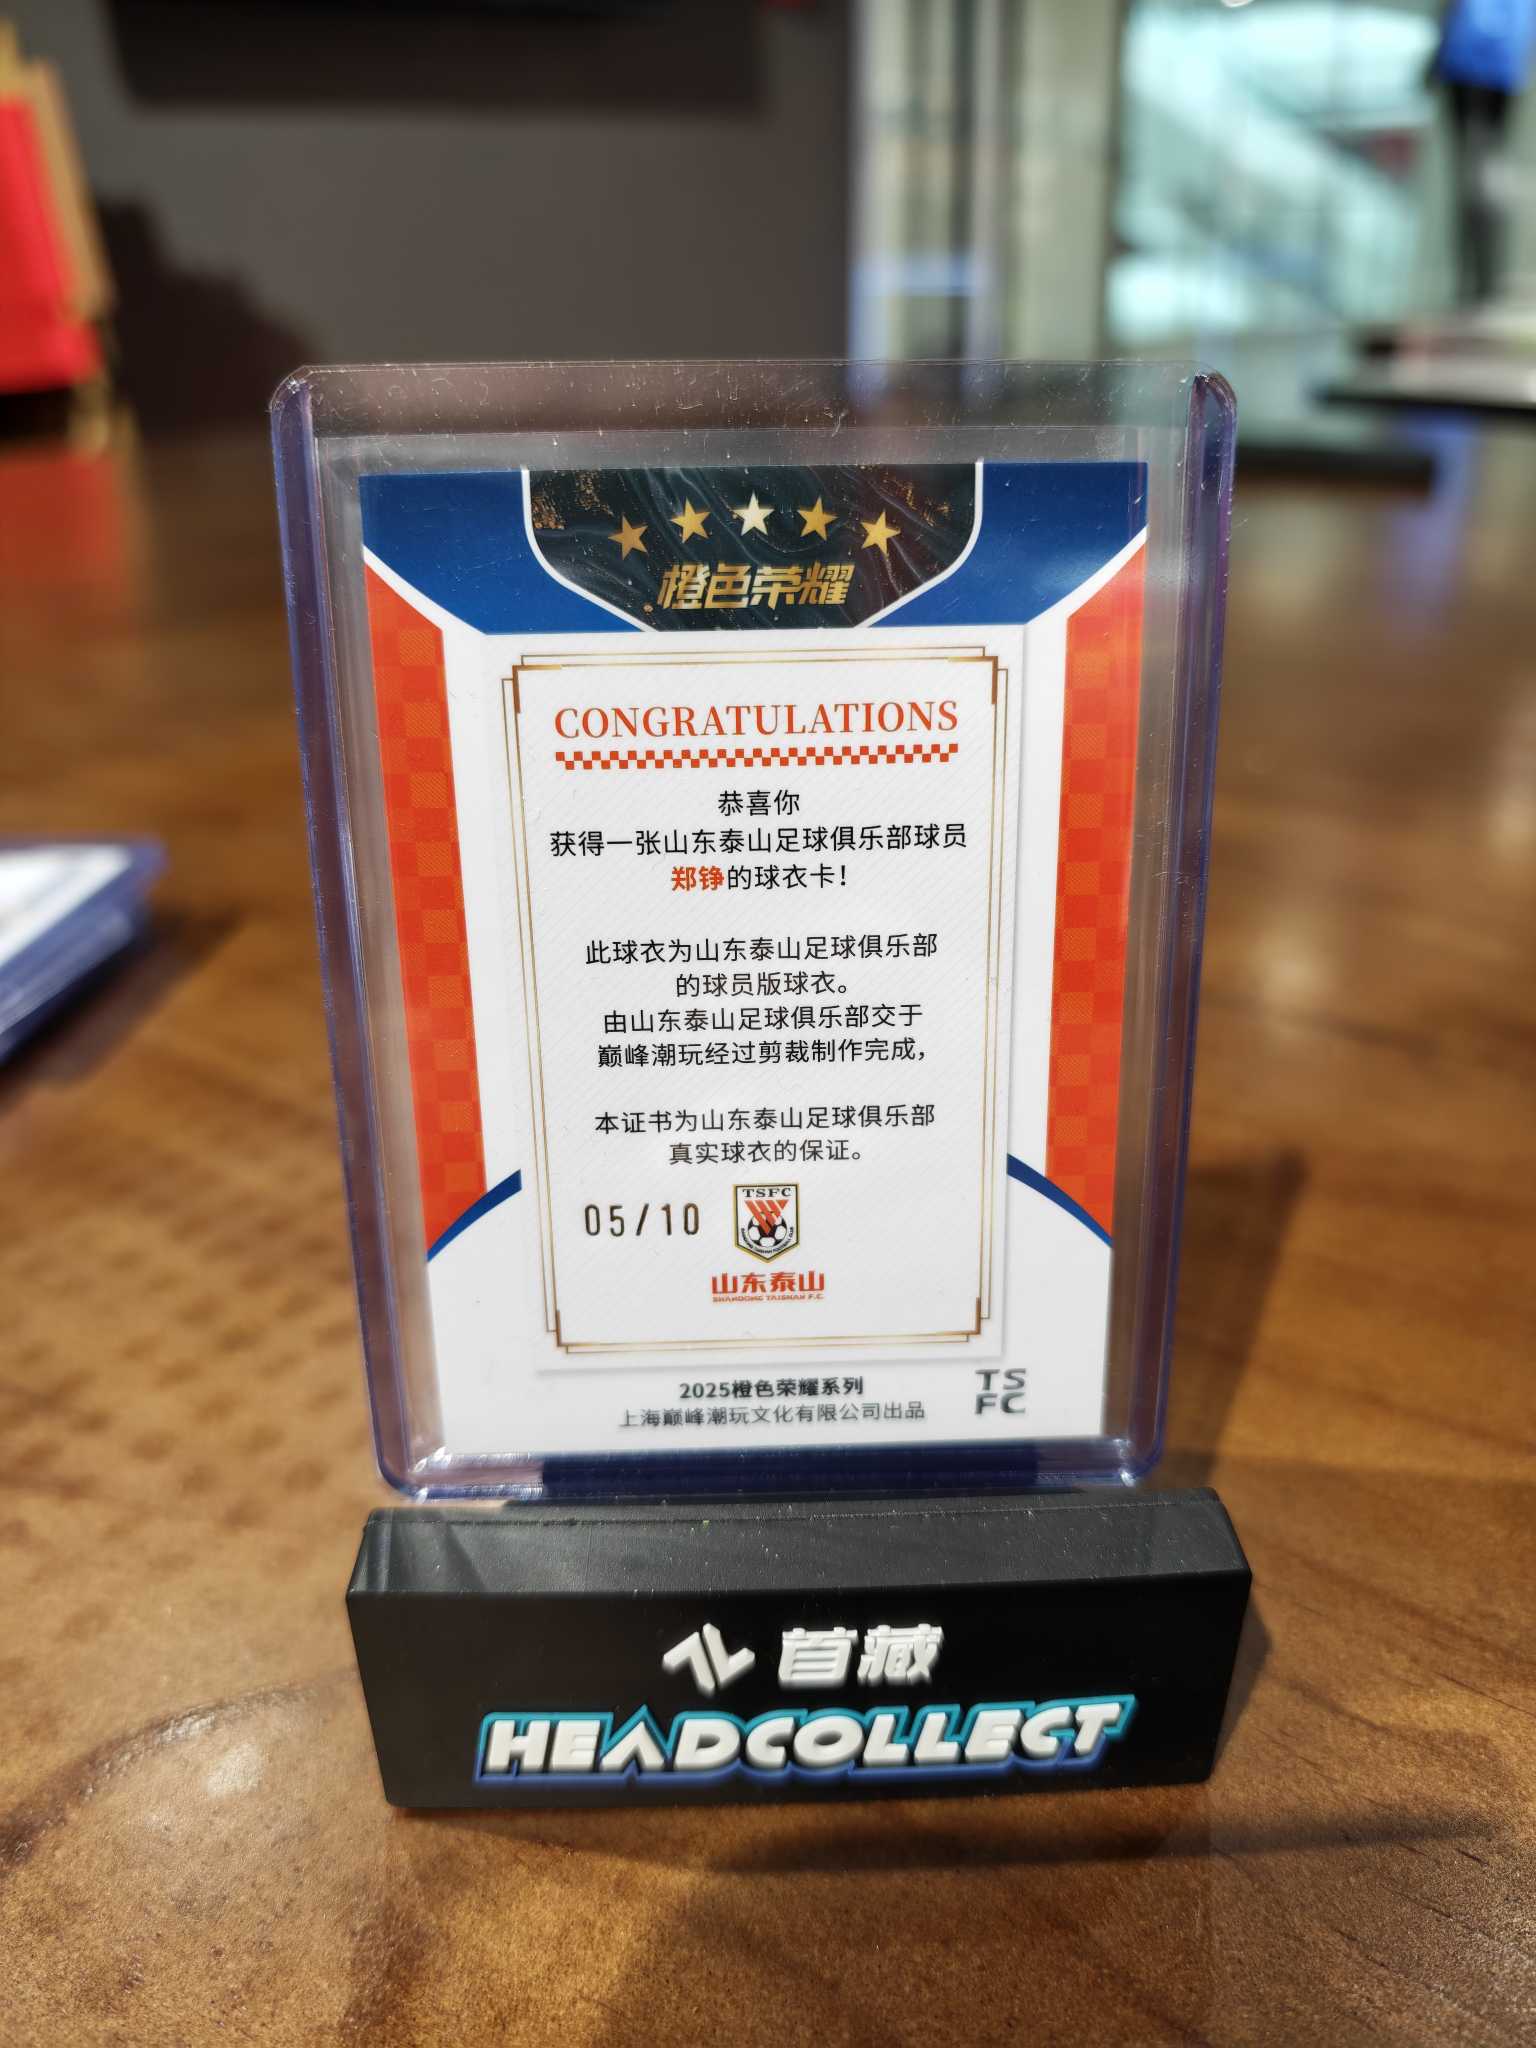 橙色荣耀
CONGRATULATIONS
恭喜你
获得一张山东泰山足球俱乐部球员
郑铮的球衣卡！
此球衣为山东泰山足球俱乐部
的球员版球衣。
由山东泰山足球俱乐部交于
巅峰潮玩经过剪裁制作完成，
本证书为山东泰山足球俱乐部
真实球衣的保证。
05/10
TSFC
山东泰山
SHANDONG TAISHAN F.C.
2025橙色荣耀系列
上海巅峰潮玩文化有限公司出品
TS
FC
首藏
HEADCOLLECT